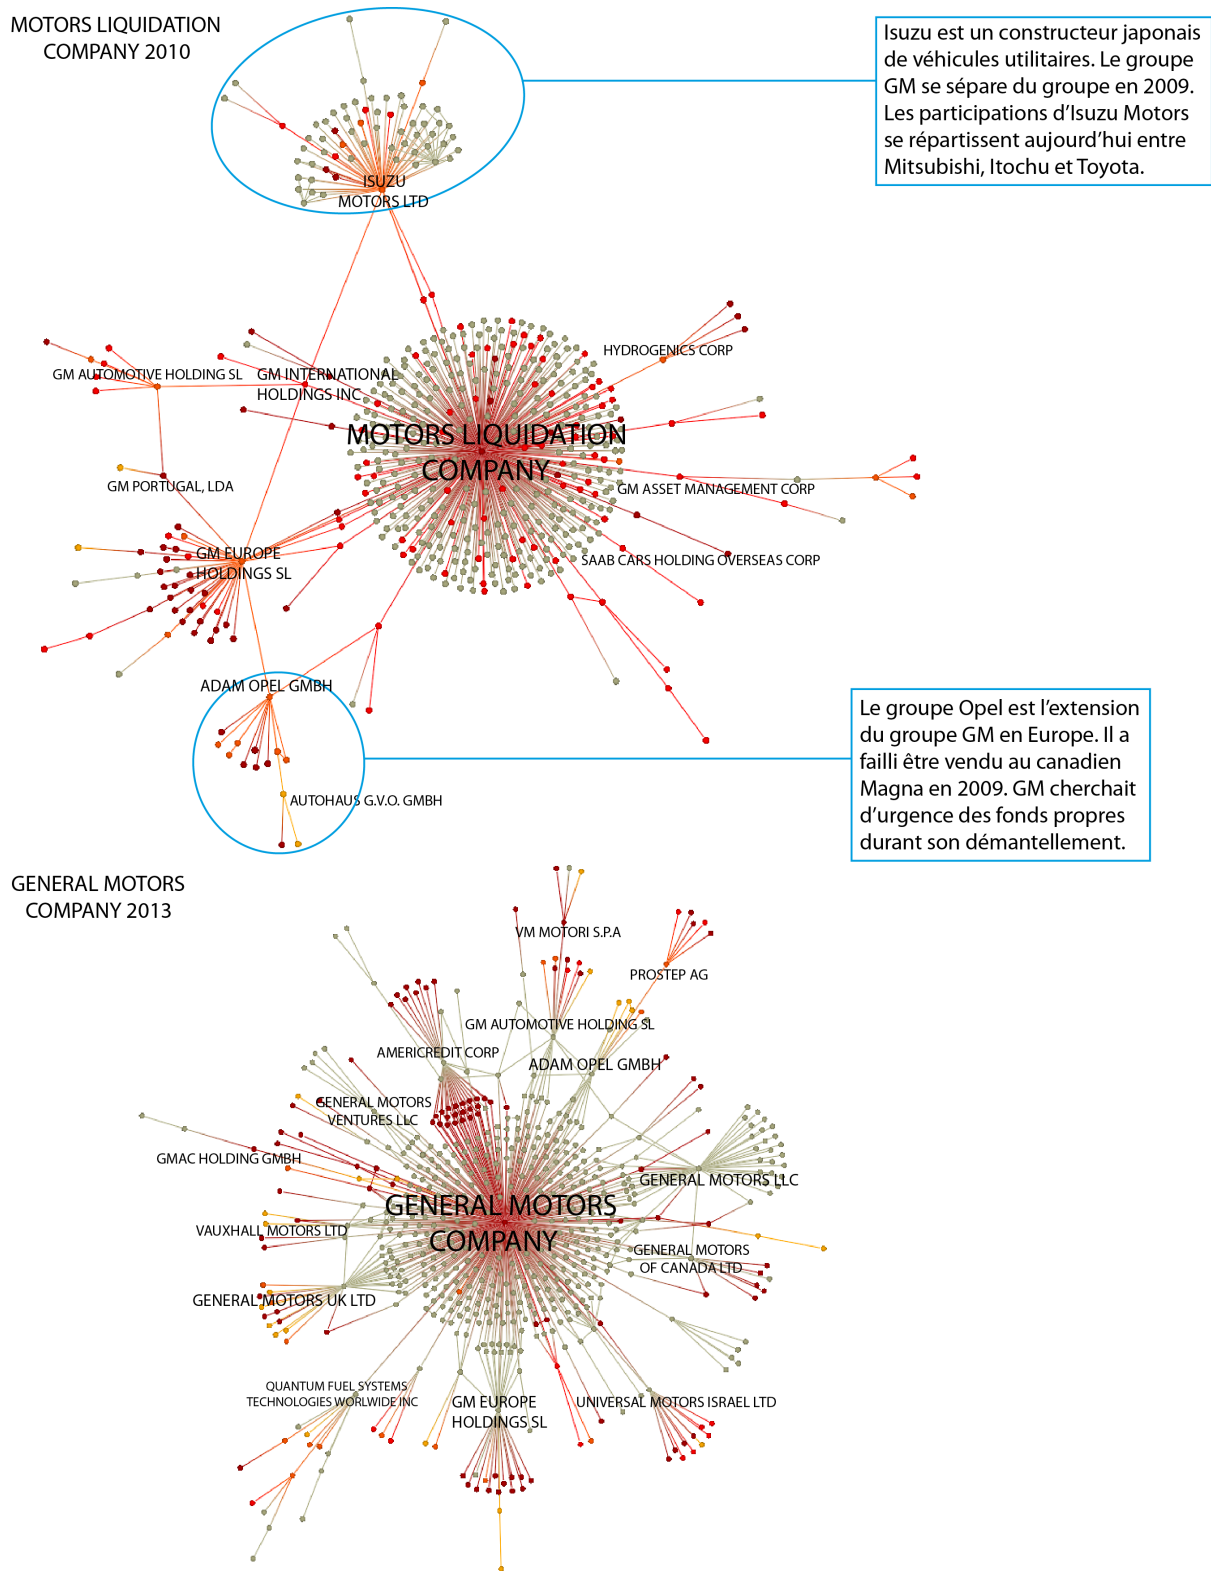 MOTORS LIQUIDATION
COMPANY 2010
Isuzu est un constructeur japonais
de véhicules utilitaires. Le groupe
GM se sépare du groupe en 2009.
Les participations d’Isuzu Motors
se répartissent aujourd’hui entre
Mitsubishi, Itochu et Toyota.
ISUZU
MOTORS LTD
HYDROGENICS CORP
GM AUTOMOTIVE HOLDING SL
GM INTERNATIONAL
HOLDINGS INC
MOTORS LIQUIDATION
COMPANY
GM PORTUGAL, LDA
GM ASSET MANAGEMENT CORP
GM EUROPE
HOLDINGS SL
SAAB CARS HOLDING OVERSEAS CORP
ADAM OPEL GMBH
AUTOHAUS G.V.O. GMBH
Le groupe Opel est l’extension
du groupe GM en Europe. Il a
failli être vendu au canadien
Magna en 2009. GM cherchait
d’urgence des fonds propres
durant son démantellement.
GENERAL MOTORS
COMPANY 2013
VM MOTORI S.P.A
PROSTEP AG
GM AUTOMOTIVE HOLDING SL
AMERICREDIT CORP
ADAM OPEL GMBH
GENERAL MOTORS
VENTURES LLC
GMAC HOLDING GMBH
GENERAL MOTORS LLC
GENERAL MOTORS
COMPANY
VAUXHALL MOTORS LTD
GENERAL MOTORS
OF CANADA LTD
GENERAL MOTORS UK LTD
QUANTUM FUEL SYSTEMS
TECHNOLOGIES WORLWIDE INC
GM EUROPE
HOLDINGS SL
UNIVERSAL MOTORS ISRAEL LTD